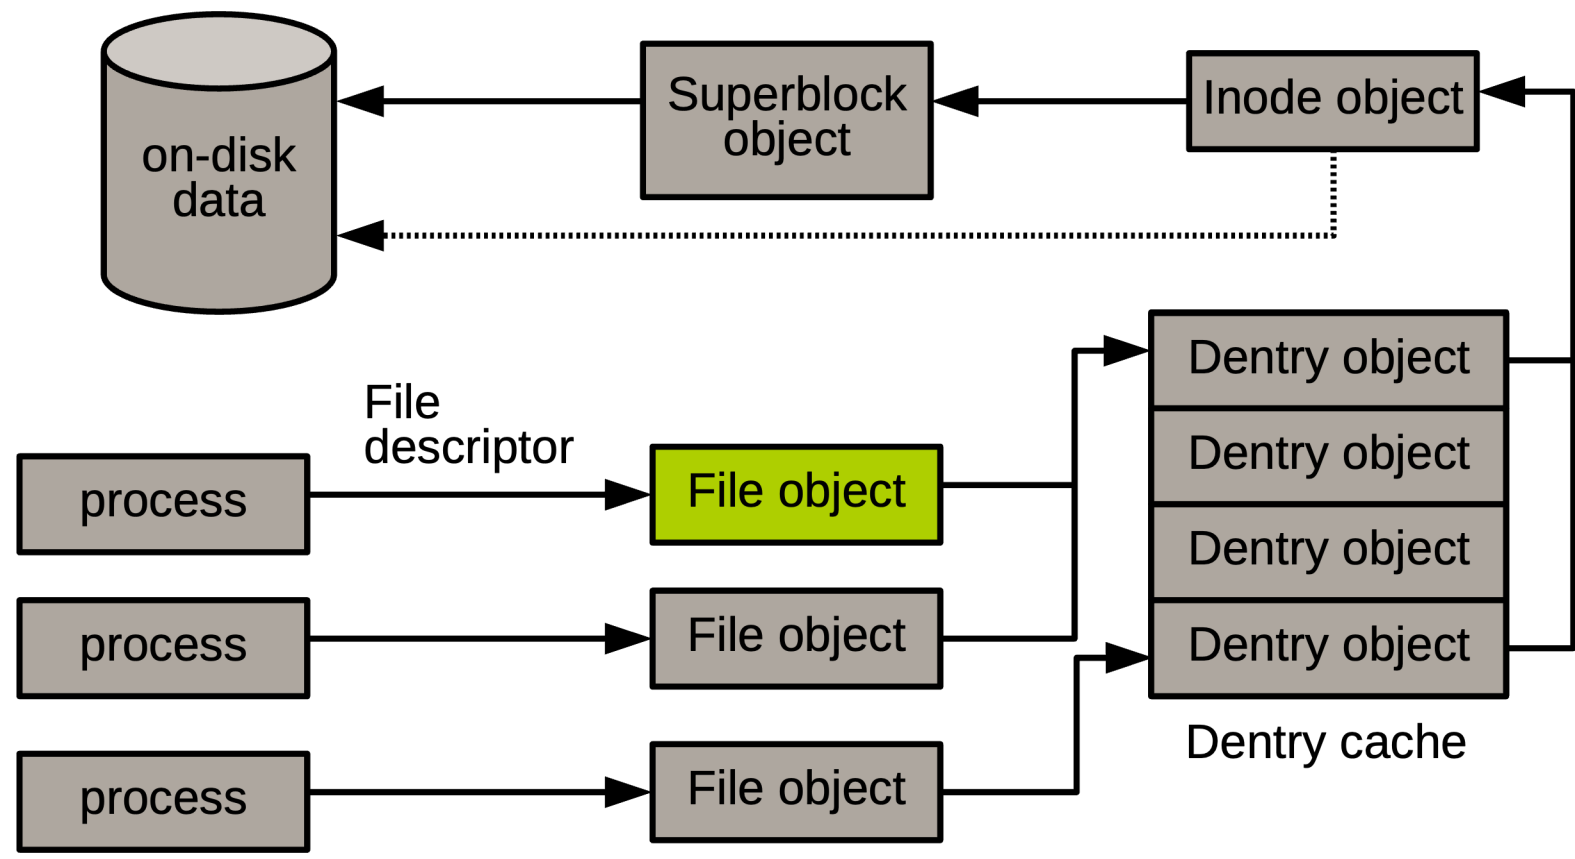 on-disk
data
Superblock
object
Inode object
File
descriptor
process
File object
process
File object
process
File object
Dentry object
Dentry object
Dentry object
Dentry object
Dentry cache